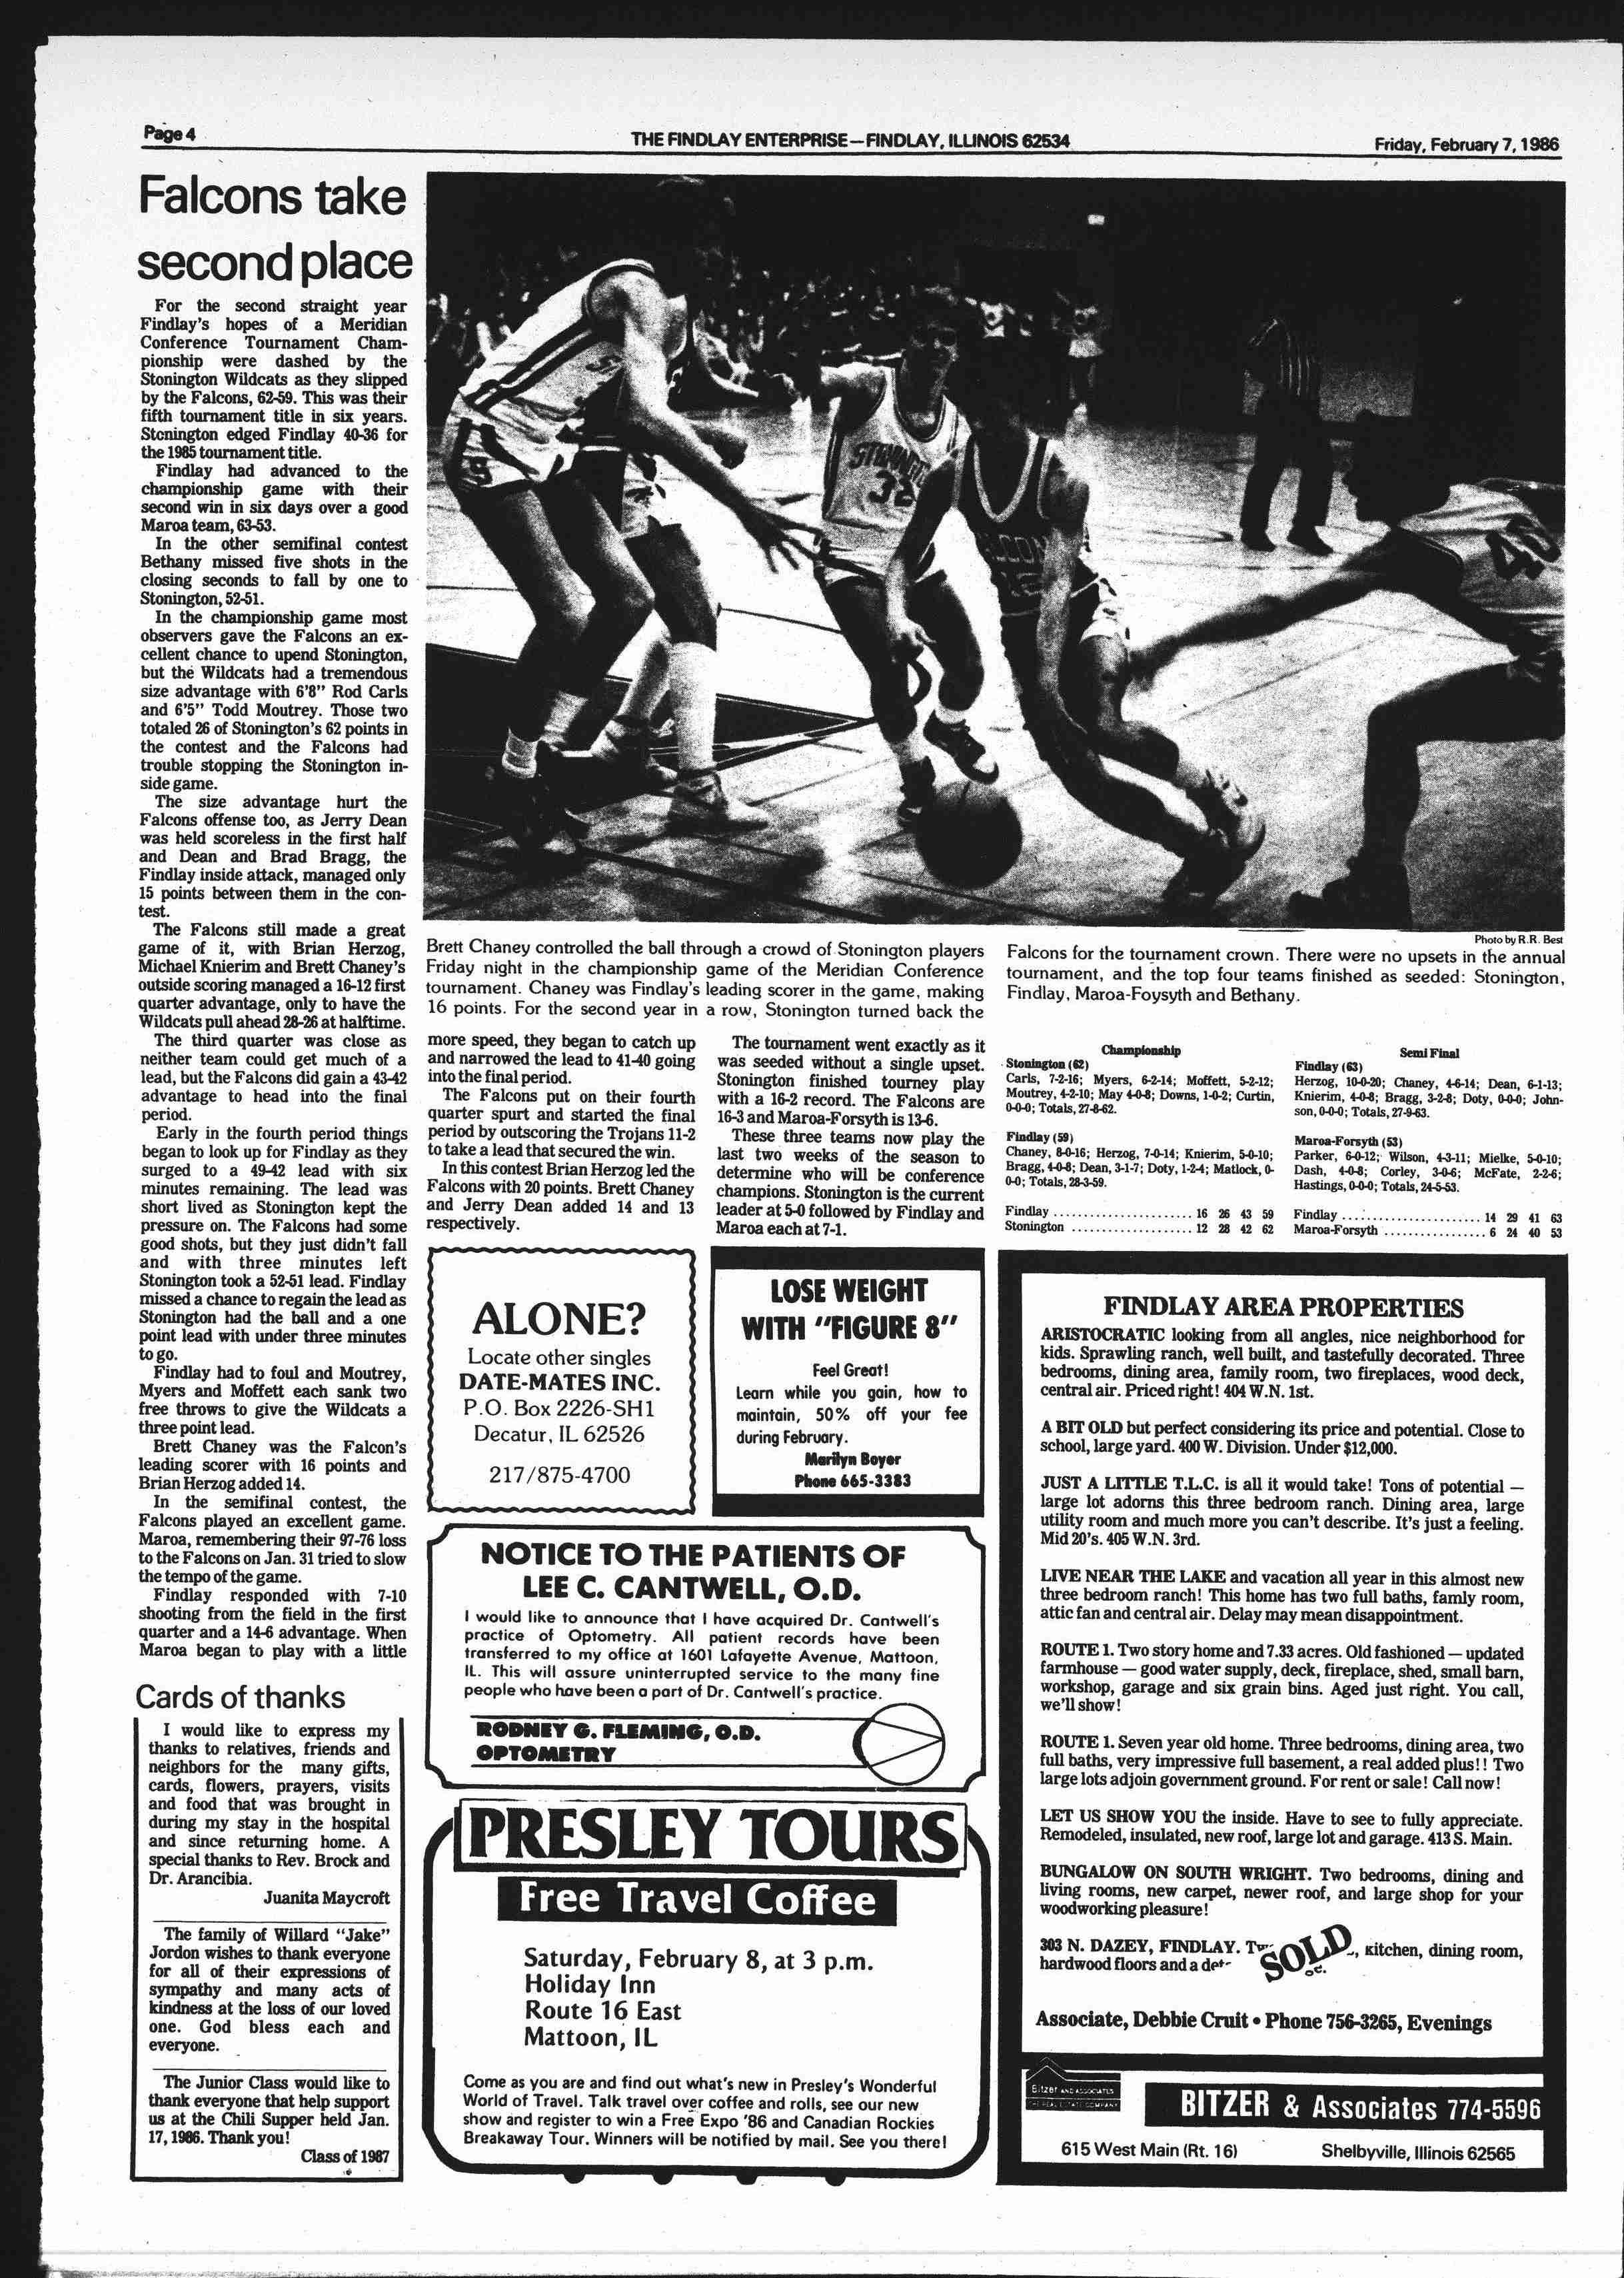 Page 4
THE FINDLAY ENTERPRISE—FINDLAY, ILLINOIS 62534
Friday, February 7, 1986
Falcons take
second place
For the second straight year
Findlay's hopes of a Meridian
Conference Tournament Cham-
pionship were dashed by the
Stonington Wildcats as they slipped
by the Falcons, 62-59. This was their
fifth tournament title in six years.
Stonington edged Findlay 40-36 for
the 1985 tournament title.
Findlay had advanced to the
championship game with their
second win in six days over a good
Maroa team, 63-53.
In the other semifinal contest
Bethany missed five shots in the
closing seconds to fall by one to
Stonington, 52-51.
In the championship game most
observers gave the Falcons an ex-
cellent chance to upend Stonington,
but the Wildcats had a tremendous
size advantage with 6'8" Rod Carls
and 6'5" Todd Moutrey. Those two
totaled 26 of Stonington's 62 points in
the contest and the Falcons had
trouble stopping the Stonington in-
side game.
The size advantage hurt the
Falcons offense too, as Jerry Dean
was held scoreless in the first half
and Dean and Brad Bragg, the
Findlay inside attack, managed only
15 points between them in the con-
test.
The Falcons still made a great
game of it, with Brian Herzog,
Michael Knierim and Brett Chaney's
outside scoring managed a 16-12 first
quarter advantage, only to have the
Wildcats pull ahead 28-26 at halftime.
The third quarter was close as
neither team could get much of a
lead, but the Falcons did gain a 43-42
advantage to head into the final
period.
Early in the fourth period things
began to look up for Findlay as they
surged to a 49-42 lead with six
minutes remaining. The lead was
short lived as Stonington kept the
pressure on. The Falcons had some
good shots, but they just didn't fall
and with three minutes left
Stonington took a 52-51 lead. Findlay
missed a chance to regain the lead as
Stonington had the ball and a one
point lead with under three minutes
to go.
Findlay had to foul and Moutrey,
Myers and Moffett each sank two
free throws to give the Wildcats a
three point lead.
Brett Chaney was the Falcon's
leading scorer with 16 points and
Brian Herzog added 14.
In the semifinal contest, the
Falcons played an excellent game.
Maroa, remembering their 97-76 loss
to the Falcons on Jan. 31 tried to slow
the tempo of the game.
Findlay responded with 7-10
shooting from the field in the first
quarter and a 14-6 advantage. When
Maroa began to play with a little
more speed, they began to catch up
and narrowed the lead to 41-40 going
into the final period.
The Falcons put on their fourth
quarter spurt and started the final
period by outscoring the Trojans 11-2
to take a lead that secured the win.
In this contest Brian Herzog led the
Falcons with 20 points. Brett Chaney
and Jerry Dean added 14 and 13
respectively.
The tournament went exactly as it
was seeded without a single upset.
Stonington finished tourney play
with a 16-2 record. The Falcons are
16-3 and Maroa-Forsyth is 13-6.
These three teams now play the
last two weeks of the season to
determine who will be conference
champions. Stonington is the current
leader at 5-0 followed by Findlay and
Maroa each at 7-1.
STONINGTON
32
40
Photo by R.R. Best
Brett Chaney controlled the ball through a crowd of Stonington players
Friday night in the championship game of the Meridian Conference
tournament. Chaney was Findlay's leading scorer in the game, making
16 points. For the second year in a row, Stonington turned back the
Falcons for the tournament crown. There were no upsets in the annual
tournament, and the top four teams finished as seeded: Stonington,
Findlay, Maroa-Foysyth and Bethany.
Championship
Stonington (62)
Carls, 7-2-16; Myers, 6-2-14; Moffett, 5-2-12;
Moutrey, 4-2-10; May 4-0-8; Downs, 1-0-2; Curtin,
0-0-0; Totals, 27-8-62.
Findlay (59)
Chaney, 8-0-16; Herzog, 7-0-14; Knierim, 5-0-10;
Bragg, 4-0-8; Dean, 3-1-7; Doty, 1-2-4; Matlock, 0-
0-0; Totals, 28-3-59.
Findlay ........................ 16 26 43 59
Stonington ..................... 12 28 42 62
Semi Final
Findlay (63)
Herzog, 10-0-20; Chaney, 4-6-14; Dean, 6-1-13;
Knierim, 4-0-8; Bragg, 3-2-8; Doty, 0-0-0; John-
son, 0-0-0; Totals, 27-9-63.
Maroa-Forsyth (53)
Parker, 6-0-12; Wilson, 4-3-11; Mielke, 5-0-10;
Dash, 4-0-8; Corley, 3-0-6; McFate, 2-2-6;
Hastings, 0-0-0; Totals, 24-5-53.
Findlay ........................ 14 29 41 63
Maroa-Forsyth .................. 6 24 40 53
Cards of thanks
I would like to express my
thanks to relatives, friends and
neighbors for the many gifts,
cards, flowers, prayers, visits
and food that was brought in
during my stay in the hospital
and since returning home. A
special thanks to Rev. Brock and
Dr. Arancibia.
Juanita Maycroft
The family of Willard "Jake"
Jordon wishes to thank everyone
for all of their expressions of
sympathy and many acts of
kindness at the loss of our loved
one. God bless each and
everyone.
The Junior Class would like to
thank everyone that help support
us at the Chili Supper held Jan.
17, 1986. Thank you!
Class of 1987
ALONE?
Locate other singles
DATE-MATES INC.
P.O. Box 2226-SH1
Decatur, IL 62526
217/875-4700
LOSE WEIGHT
WITH "FIGURE 8"
Feel Great!
Learn while you gain, how to
maintain, 50% off your fee
during February.
Marilyn Boyer
Phone 665-3383
NOTICE TO THE PATIENTS OF
LEE C. CANTWELL, O.D.
I would like to announce that I have acquired Dr. Cantwell's
practice of Optometry. All patient records have been
transferred to my office at 1601 Lafayette Avenue, Mattoon,
IL. This will assure uninterrupted service to the many fine
people who have been a part of Dr. Cantwell's practice.
RODNEY G. FLEMING, O.D.
OPTOMETRY
PRESLEY TOURS
Free Travel Coffee
Saturday, February 8, at 3 p.m.
Holiday Inn
Route 16 East
Mattoon, IL
Come as you are and find out what's new in Presley's Wonderful
World of Travel. Talk travel over coffee and rolls, see our new
show and register to win a Free Expo '86 and Canadian Rockies
Breakaway Tour. Winners will be notified by mail. See you there!
FINDLAY AREA PROPERTIES
ARISTOCRATIC looking from all angles, nice neighborhood for
kids. Sprawling ranch, well built, and tastefully decorated. Three
bedrooms, dining area, family room, two fireplaces, wood deck,
central air. Priced right! 404 W.N. 1st.
A BIT OLD but perfect considering its price and potential. Close to
school, large yard. 400 W. Division. Under $12,000.
JUST A LITTLE T.L.C. is all it would take! Tons of potential —
large lot adorns this three bedroom ranch. Dining area, large
utility room and much more you can't describe. It's just a feeling.
Mid 20's. 405 W.N. 3rd.
LIVE NEAR THE LAKE and vacation all year in this almost new
three bedroom ranch! This home has two full baths, famly room,
attic fan and central air. Delay may mean disappointment.
ROUTE 1. Two story home and 7.33 acres. Old fashioned — updated
farmhouse — good water supply, deck, fireplace, shed, small barn,
workshop, garage and six grain bins. Aged just right. You call,
we'll show!
ROUTE 1. Seven year old home. Three bedrooms, dining area, two
full baths, very impressive full basement, a real added plus!! Two
large lots adjoin government ground. For rent or sale! Call now!
LET US SHOW YOU the inside. Have to see to fully appreciate.
Remodeled, insulated, new roof, large lot and garage. 413 S. Main.
BUNGALOW ON SOUTH WRIGHT. Two bedrooms, dining and
living rooms, new carpet, newer roof, and large shop for your
woodworking pleasure!
303 N. DAZEY, FINDLAY. SOLD, kitchen, dining room,
hardwood floors and a
Associate, Debbie Cruit • Phone 756-3265, Evenings
Bitzer AND ASSOCIATES
THE REAL ESTATE COMPANY
BITZER & Associates 774-5596
615 West Main (Rt. 16) Shelbyville, Illinois 62565